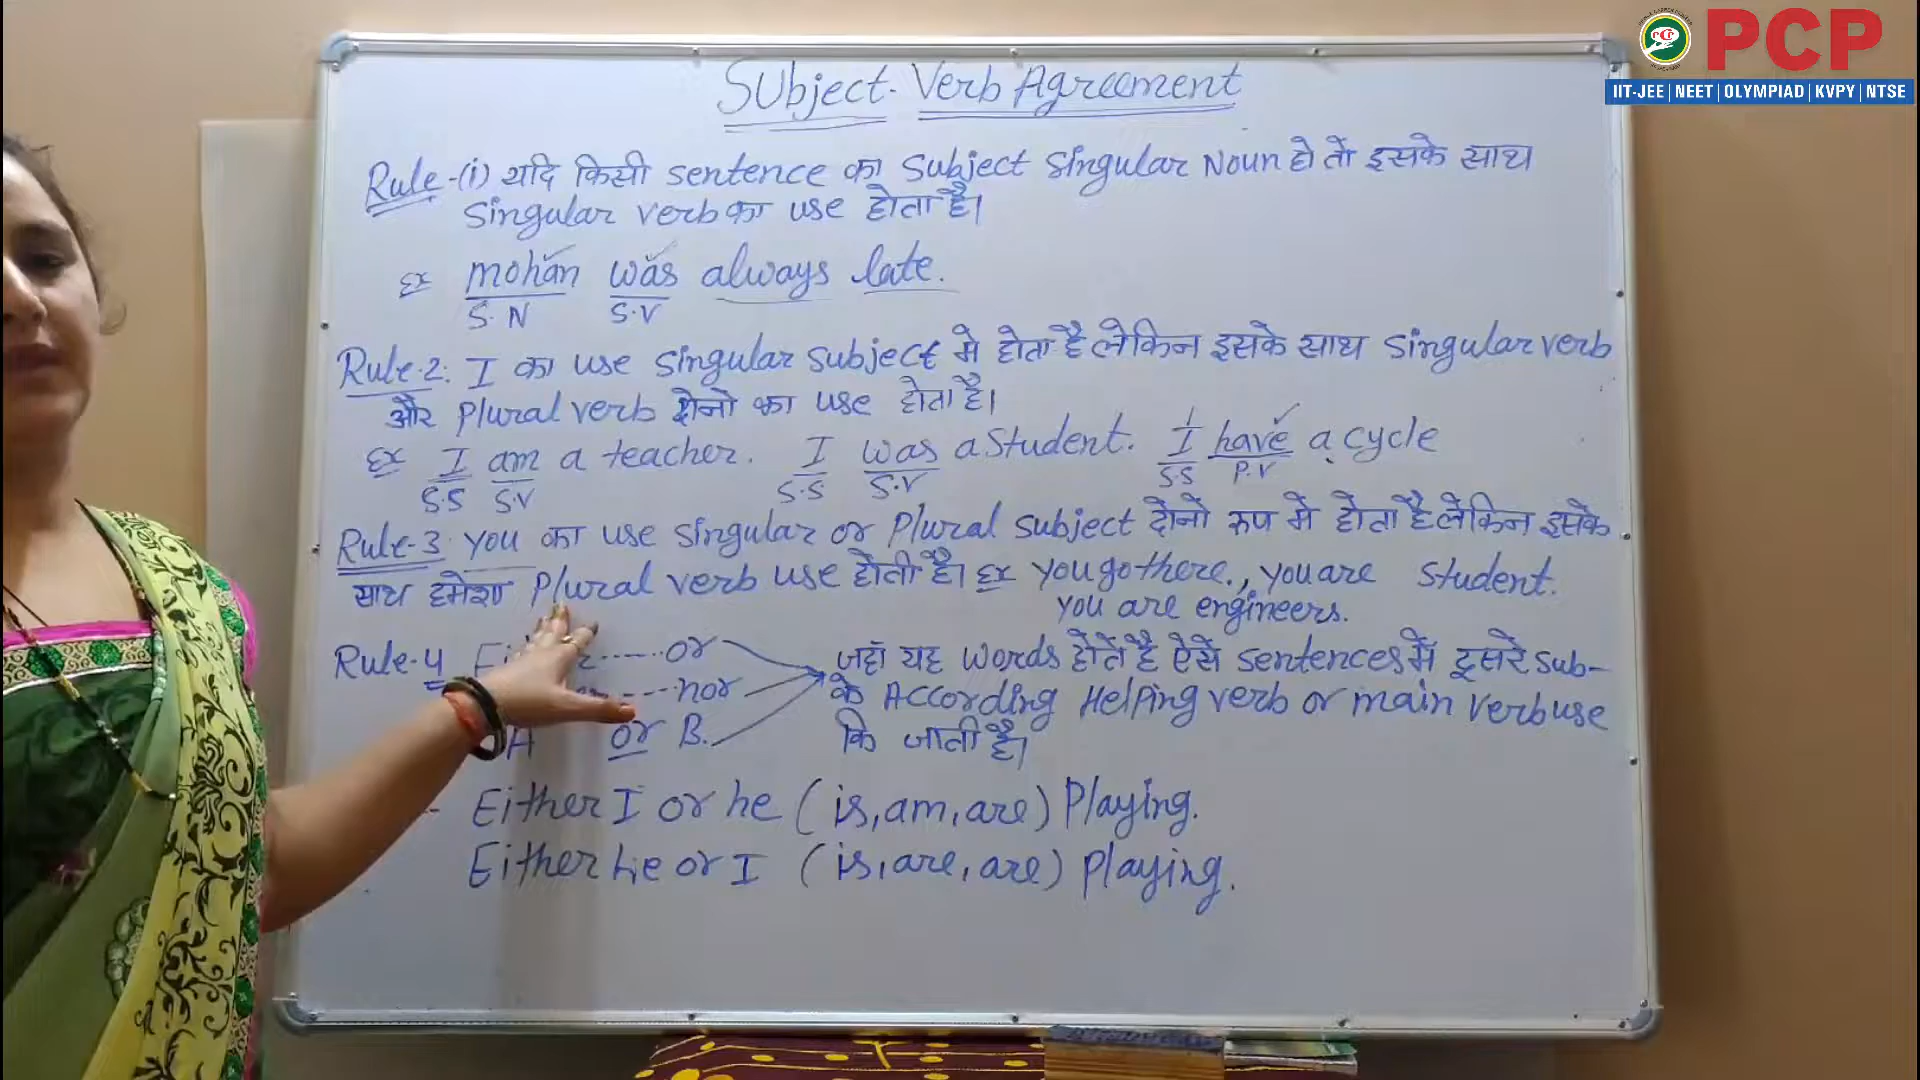 PCP
PCP
IIT-JEE | NEET | OLYMPIAD | KVPY | NTSE
Subject-Verb Agreement
Rule-(i) यदि किसी sentence का subject singular Noun हो तो इसके साथ
singular verb का use होता है।
Ex mohan was always late.
S.N S.V
Rule-2: I का use singular subject मे होता है लेकिन इसके साथ singular verb
और Plural verb दोनो का use होता है।
Ex I am a teacher. I was a Student. I have a cycle
S.S S.V S.S S.V S.S P.V
Rule-3 you का use singular or Plural subject दोनो रूप मे होता है लेकिन इसके
साथ हमेशा Plural verb use होती है। Ex you go there., you are student.
you are engineers.
Rule-4 ------or जहाँ यह words होते है ऐसे sentences में दूसरे sub-
----nor के According Helping verb or main verb use
A or B. कि जाती है।
Either I or he (is, am, are) Playing.
Either he or I (is, are, are) Playing.